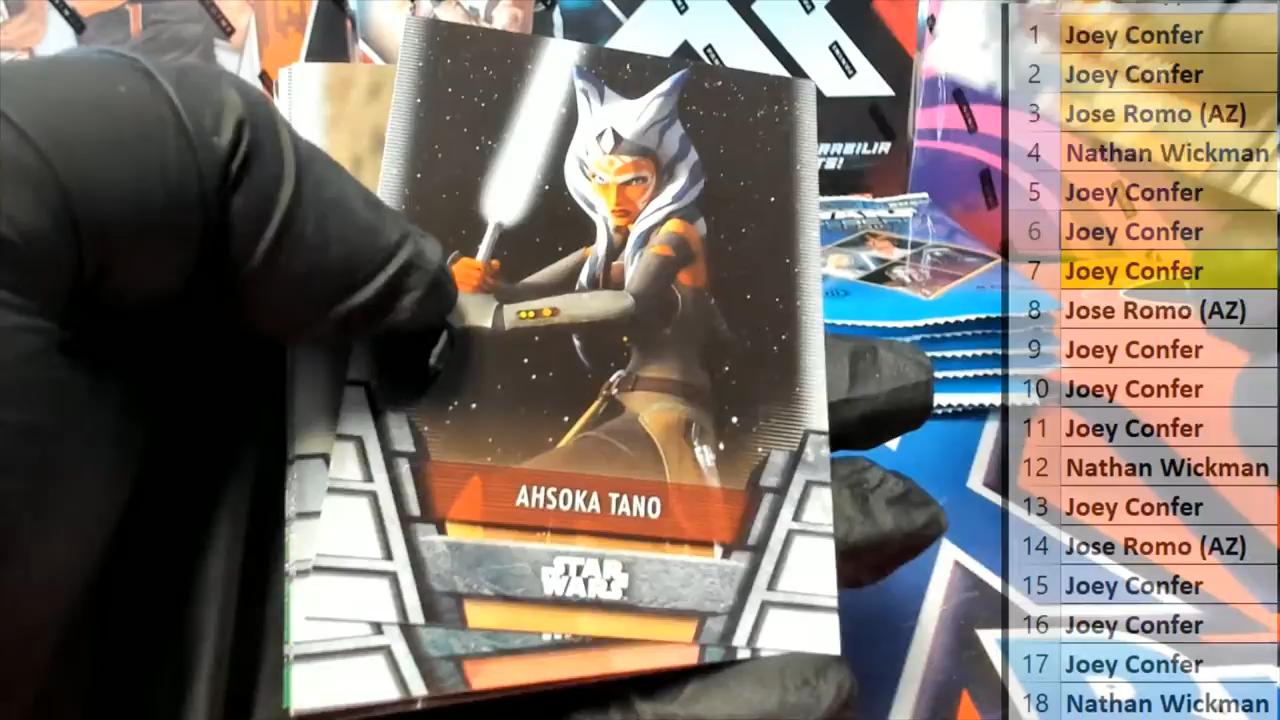 AHSOKA TANO
STAR
WARS
1 Joey Confer
2 Joey Confer
3 Jose Romo (AZ)
4 Nathan Wickman
5 Joey Confer
6 Joey Confer
7 Joey Confer
8 Jose Romo (AZ)
9 Joey Confer
10 Joey Confer
11 Joey Confer
12 Nathan Wickman
13 Joey Confer
14 Jose Romo (AZ)
15 Joey Confer
16 Joey Confer
17 Joey Confer
18 Nathan Wickman